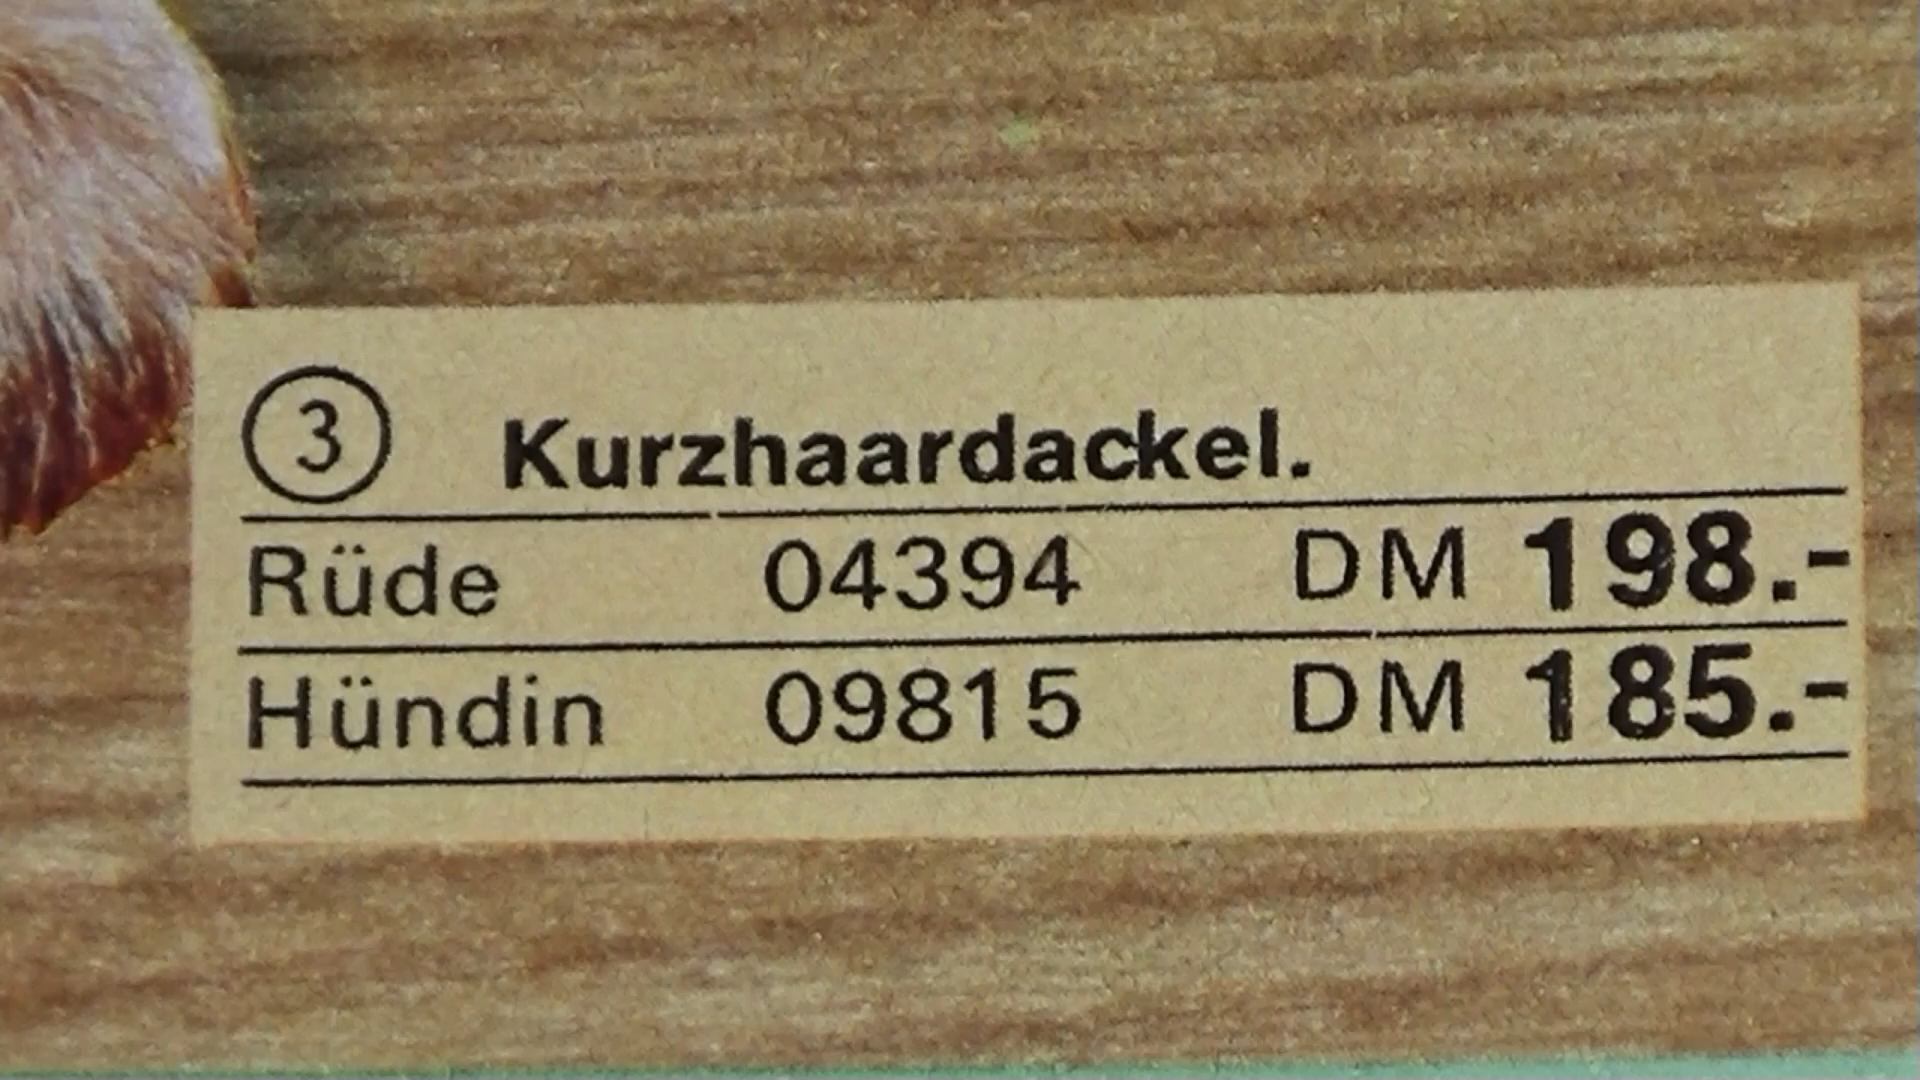 3 Kurzhaardackel.
Rüde 04394 DM 198.-
Hündin 09815 DM 185.-